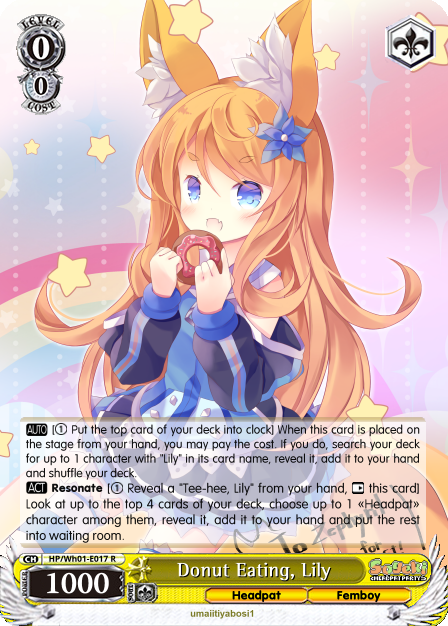 LEVEL
0
0
COST
AUTO [① Put the top card of your deck into clock] When this card is placed on
the stage from your hand, you may pay the cost. If you do, search your deck
for up to 1 character with "Lily" in its card name, reveal it, add it to your hand
and shuffle your deck.
ACT Resonate [① Reveal a "Tee-hee, Lily" from your hand, this card]
Look at up to the top 4 cards of your deck, choose up to 1 «Headpat»
character among them, reveal it, add it to your hand and put the rest
into waiting room.
CH HP/Wh01-E017 R
POWER
1000
SOUL
Donut Eating, Lily
HEADPAT PARTY
Headpat Femboy
umaiitiyabosi1